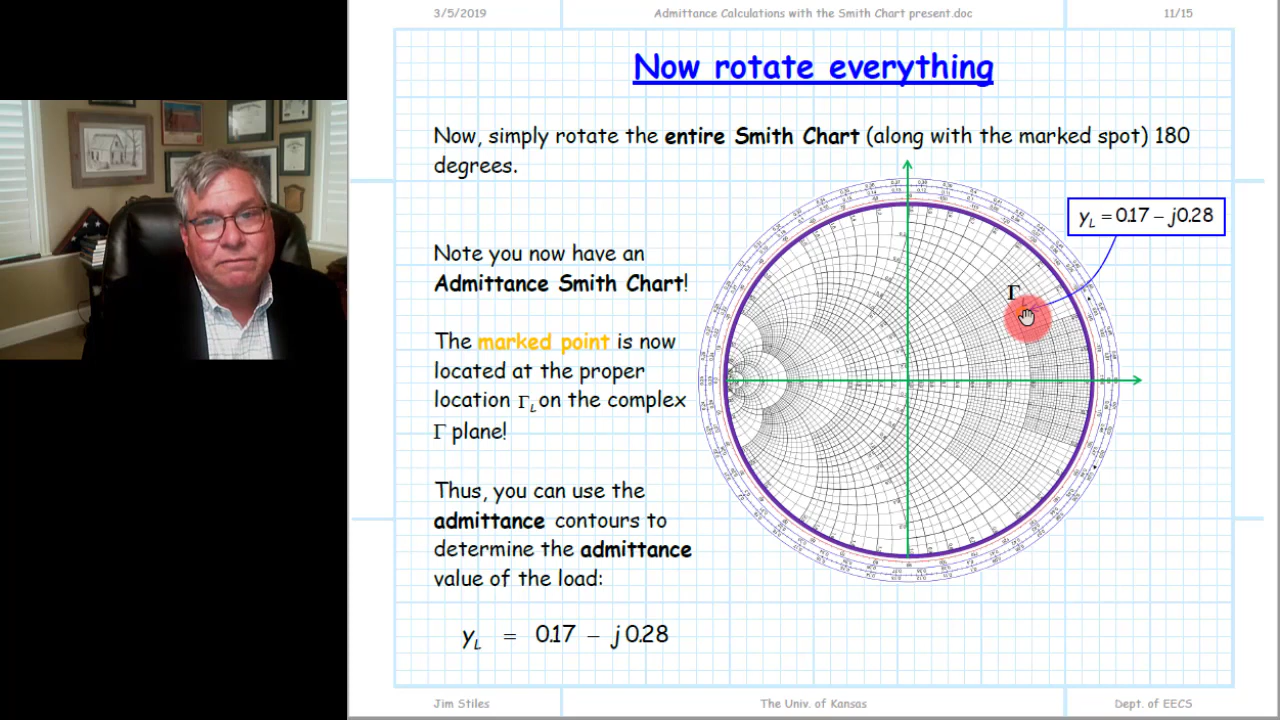 3/5/2019 Admittance Calculations with the Smith Chart present.doc 11/15
Now rotate everything
Now, simply rotate the entire Smith Chart (along with the marked spot) 180
degrees.
y_L = 0.17 – j0.28
Note you now have an
Admittance Smith Chart!
Γ
The marked point is now
located at the proper
location Γ_L on the complex
Γ plane!
Thus, you can use the
admittance contours to
determine the admittance
value of the load:
y_L = 0.17 – j 0.28
Jim Stiles The Univ. of Kansas Dept. of EECS